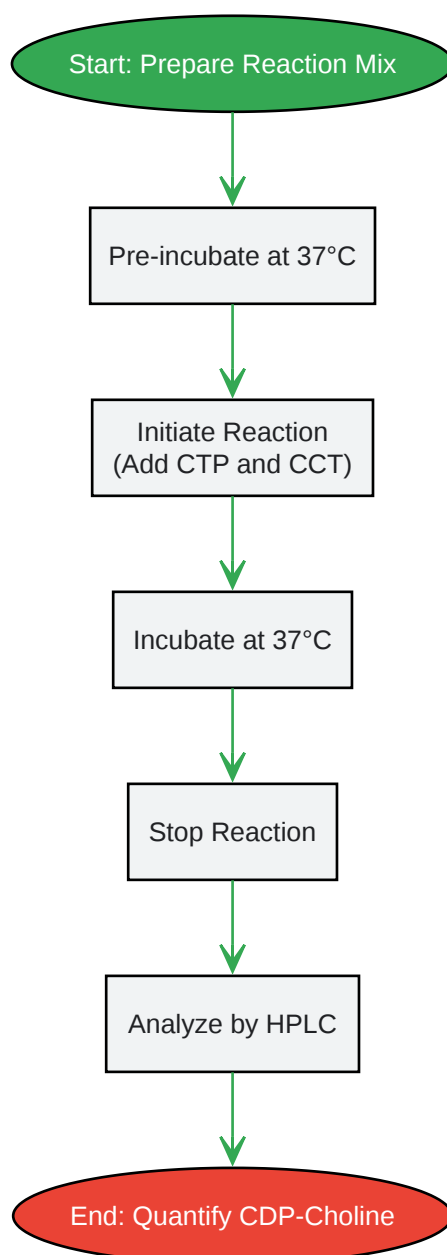 Start: Prepare Reaction Mix
Pre-incubate at 37°C
Initiate Reaction
(Add CTP and CCT)
Incubate at 37°C
Stop Reaction
Analyze by HPLC
End: Quantify CDP-Choline